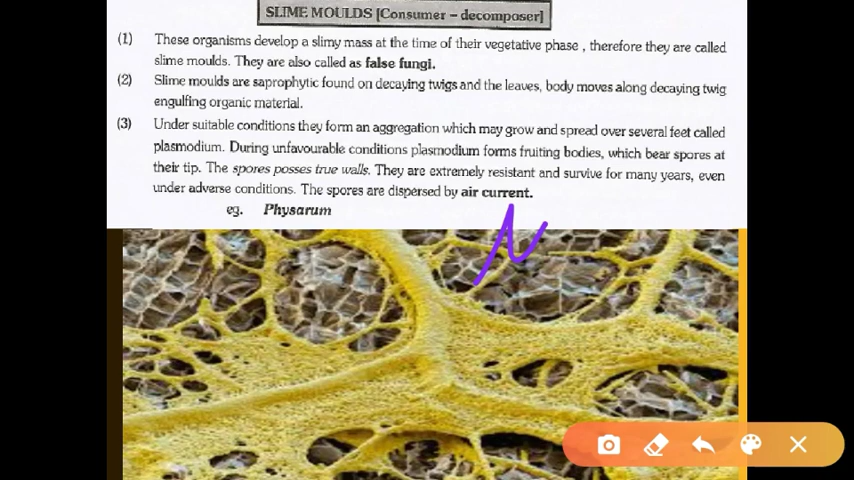 SLIME MOULDS [Consumer – decomposer]
(1) These organisms develop a slimy mass at the time of their vegetative phase , therefore they are called
slime moulds. They are also called as false fungi.
(2) Slime moulds are saprophytic found on decaying twigs and the leaves, body moves along decaying twig
engulfing organic material.
(3) Under suitable conditions they form an aggregation which may grow and spread over several feet called
plasmodium. During unfavourable conditions plasmodium forms fruiting bodies, which bear spores at
their tip. The spores posses true walls. They are extremely resistant and survive for many years, even
under adverse conditions. The spores are dispersed by air current.
eg. Physarum